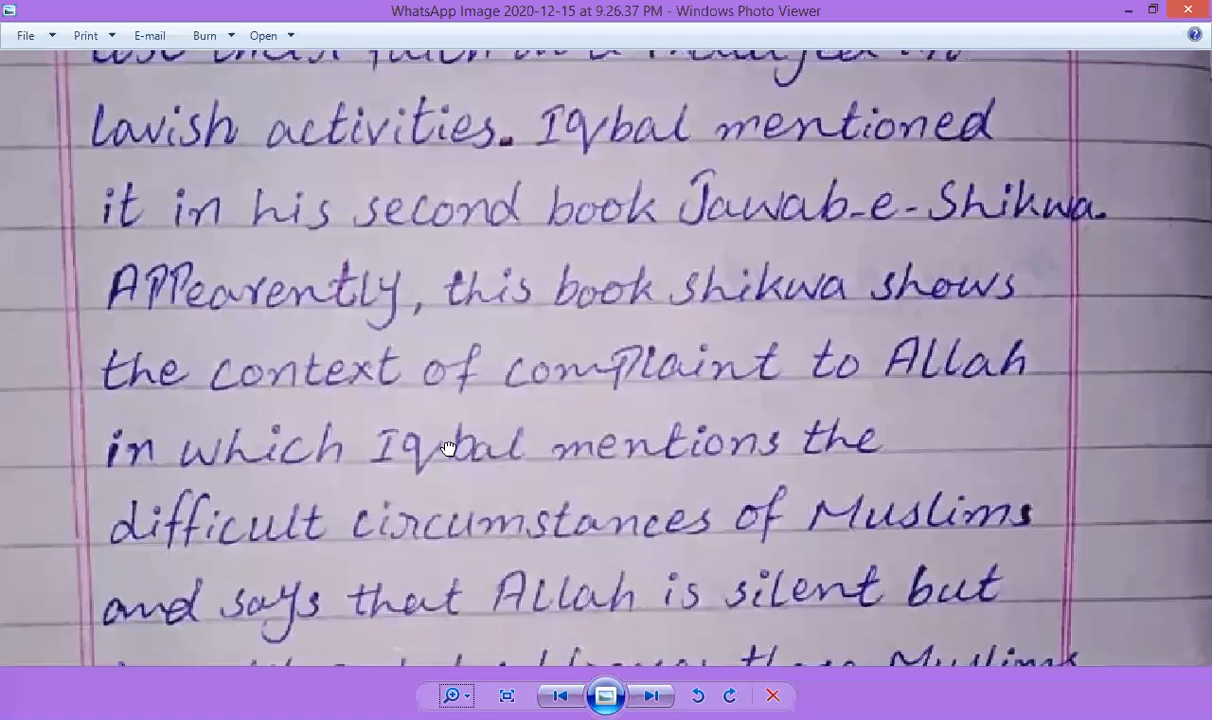 WhatsApp Image 2020-12-15 at 9.26.37 PM - Windows Photo Viewer
File Print Burn E-mail Open
lavish activities. Iqbal mentioned
it in his second book Jawab-e-Shikwa.
Appearently, this book shikwa shows
the context of complaint to Allah
in which Iqbal mentions the
difficult circumstances of Muslims
and says that Allah is silent but
Muslims